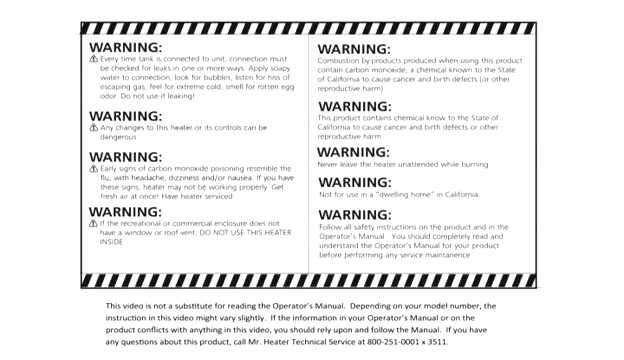 WARNING:
Every time tank is connected to unit, connection must
be checked for leaks in one or more ways. Apply soapy
water to connection, look for bubbles, listen for hiss of
escaping gas, feel for extreme cold, smell for rotten egg
odor. Do not use if leaking!
WARNING:
Any changes to this heater or its controls can be
dangerous
WARNING:
Early signs of carbon monoxide poisoning resemble the
flu, with headache, dizziness and/or nausea. If you have
these signs, heater may not be working properly. Get
fresh air at once! Have heater serviced
WARNING:
If the recreational or commercial enclosure does not
have a window or roof vent, DO NOT USE THIS HEATER
INSIDE
WARNING:
Combustion by-products produced when using this product
contain carbon monoxide, a chemical known to the State
of California to cause cancer and birth defects (or other
reproductive harm)
WARNING:
This product contains chemical know to the State of
California to cause cancer and birth defects or other
reproductive harm
WARNING:
Never leave the heater unattended while burning
WARNING:
Not for use in a "dwelling home" in California
WARNING:
Follow all safety instructions on the product and in the
Operator's Manual You should completely read and
understand the Operator's Manual for your product
before performing any service maintanence
This video is not a substitute for reading the Operator's Manual. Depending on your model number, the
instruction in this video might vary slightly. If the information in your Operator's Manual or on the
product conflicts with anything in this video, you should rely upon and follow the Manual. If you have
any questions about this product, call Mr. Heater Technical Service at 800-251-0001 x 3511.